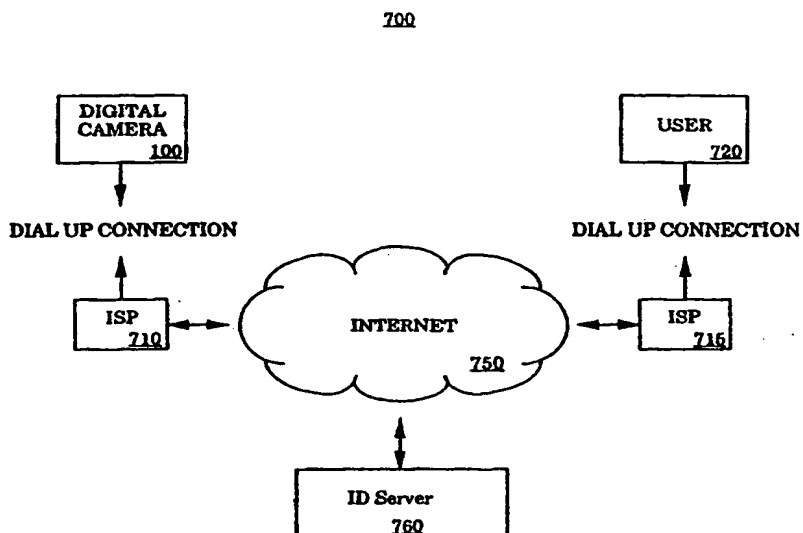 700
DIGITAL
CAMERA
100
USER
720
DIAL UP CONNECTION
DIAL UP CONNECTION
ISP
710
INTERNET
750
ISP
715
ID Server
760